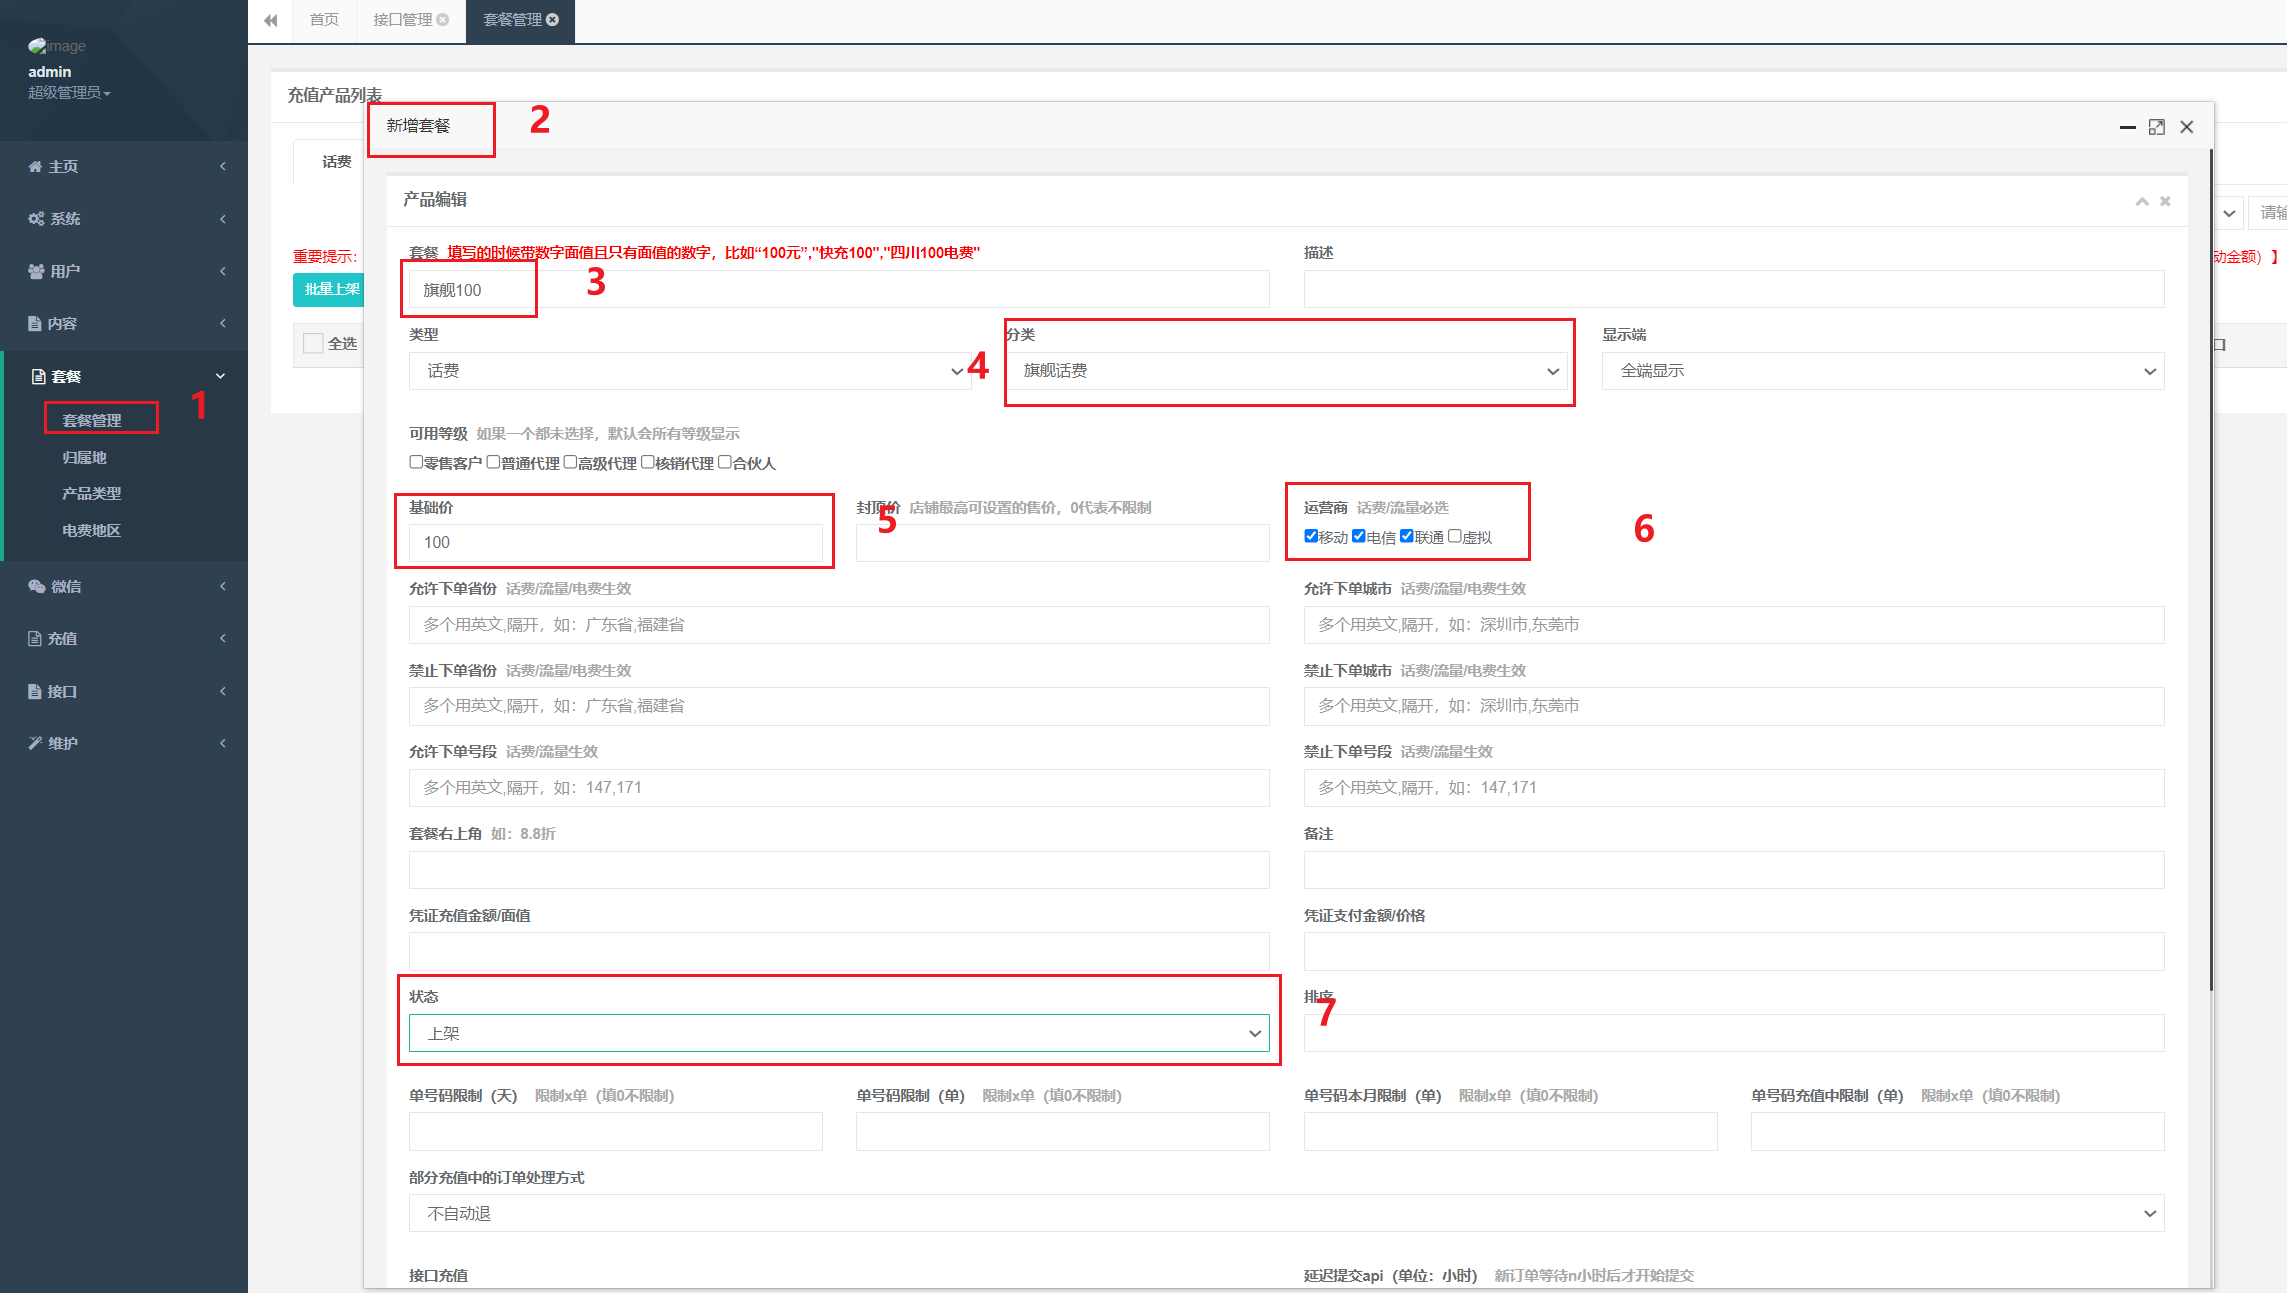 image
admin
超级管理员
主页
系统
用户
内容
套餐
套餐管理
1
归属地
产品类型
电费地区
微信
充值
接口
维护
首页
接口管理
套餐管理
充值产品列表
话费
重要提示：
批量上架
全选
请输
动金额）】
口
新增套餐
2
产品编辑
套餐 填写的时候带数字面值且只有面值的数字，比如“100元”,"快充100","四川100电费"
描述
旗舰100
3
类型
分类
显示端
话费
4
旗舰话费
全端显示
可用等级 如果一个都未选择，默认会所有等级显示
零售客户 普通代理 高级代理 核销代理 合伙人
基础价
封顶价 店铺最高可设置的售价，0代表不限制
运营商 话费/流量必选
100
5
移动 电信 联通 虚拟
6
允许下单省份 话费/流量/电费生效
允许下单城市 话费/流量/电费生效
多个用英文,隔开，如：广东省,福建省
多个用英文,隔开，如：深圳市,东莞市
禁止下单省份 话费/流量/电费生效
禁止下单城市 话费/流量/电费生效
多个用英文,隔开，如：广东省,福建省
多个用英文,隔开，如：深圳市,东莞市
允许下单号段 话费/流量生效
禁止下单号段 话费/流量生效
多个用英文,隔开，如：147,171
多个用英文,隔开，如：147,171
套餐右上角 如：8.8折
备注
凭证充值金额/面值
凭证支付金额/价格
状态
排序
上架
7
单号码限制（天） 限制x单（填0不限制）
单号码限制（单） 限制x单（填0不限制）
单号码本月限制（单） 限制x单（填0不限制）
单号码充值中限制（单） 限制x单（填0不限制）
部分充值中的订单处理方式
不自动退
接口充值
延迟提交api（单位：小时） 新订单等待n小时后才开始提交